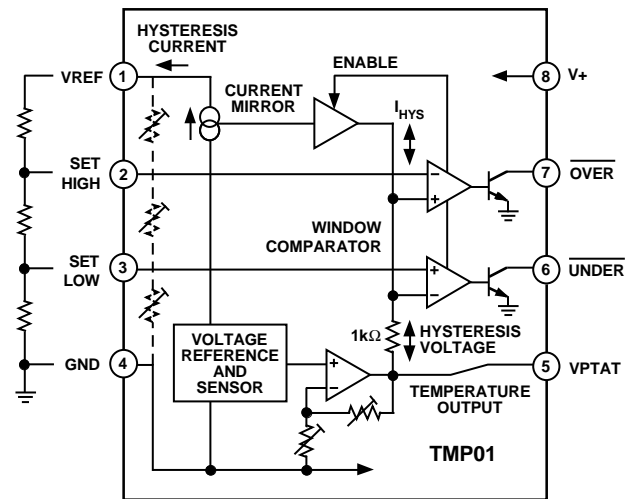 HYSTERESIS
CURRENT
VREF
1
CURRENT
MIRROR
ENABLE
I_HYS
8
V+
SET
HIGH
2
–
+
7
OVER
WINDOW
COMPARATOR
SET
LOW
3
+
–
6
UNDER
1kΩ
HYSTERESIS
VOLTAGE
GND
4
VOLTAGE
REFERENCE
AND
SENSOR
+
–
5
VPTAT
TEMPERATURE
OUTPUT
TMP01